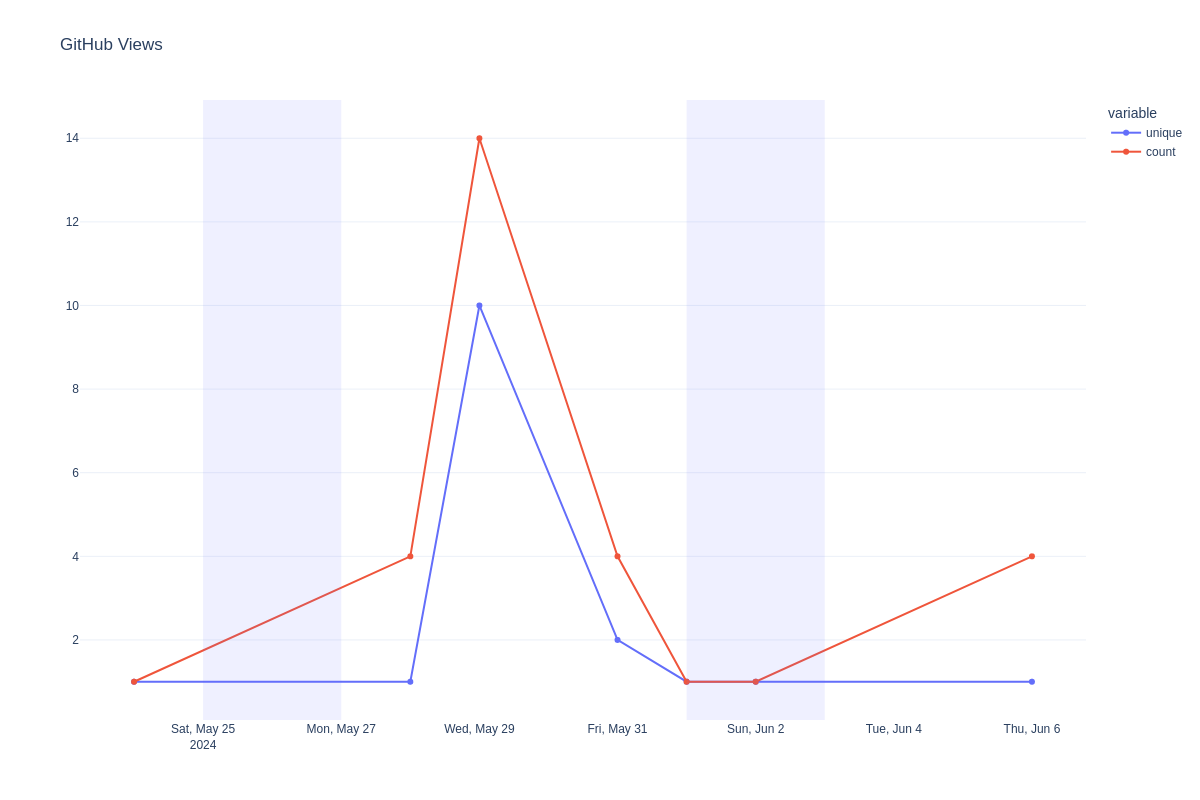 GitHub Views
variable
unique
count
14
12
10
8
6
4
2
Sat, May 25
2024
Mon, May 27
Wed, May 29
Fri, May 31
Sun, Jun 2
Tue, Jun 4
Thu, Jun 6